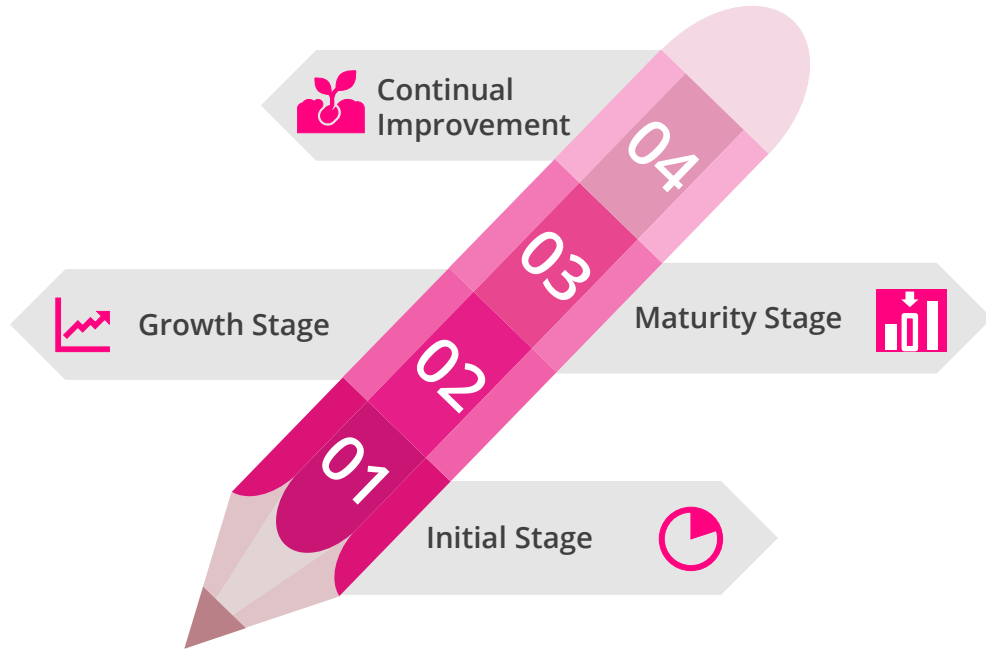 Continual
Improvement
04
03
Growth Stage
Maturity Stage
02
01
Initial Stage